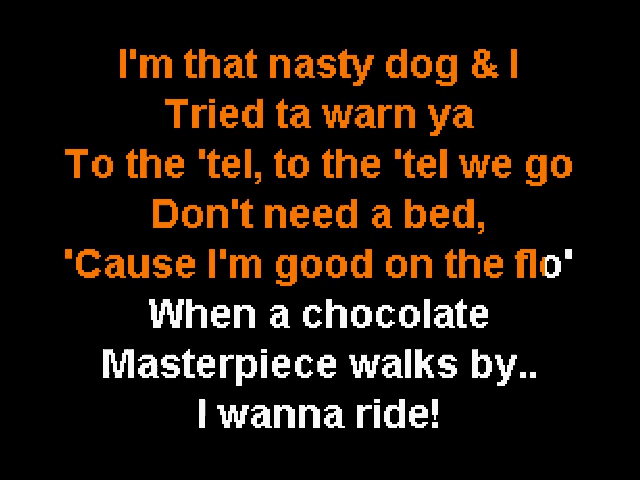 I'm that nasty dog & I
Tried ta warn ya
To the 'tel, to the 'tel we go
Don't need a bed,
'Cause I'm good on the flo'
When a chocolate
Masterpiece walks by..
I wanna ride!